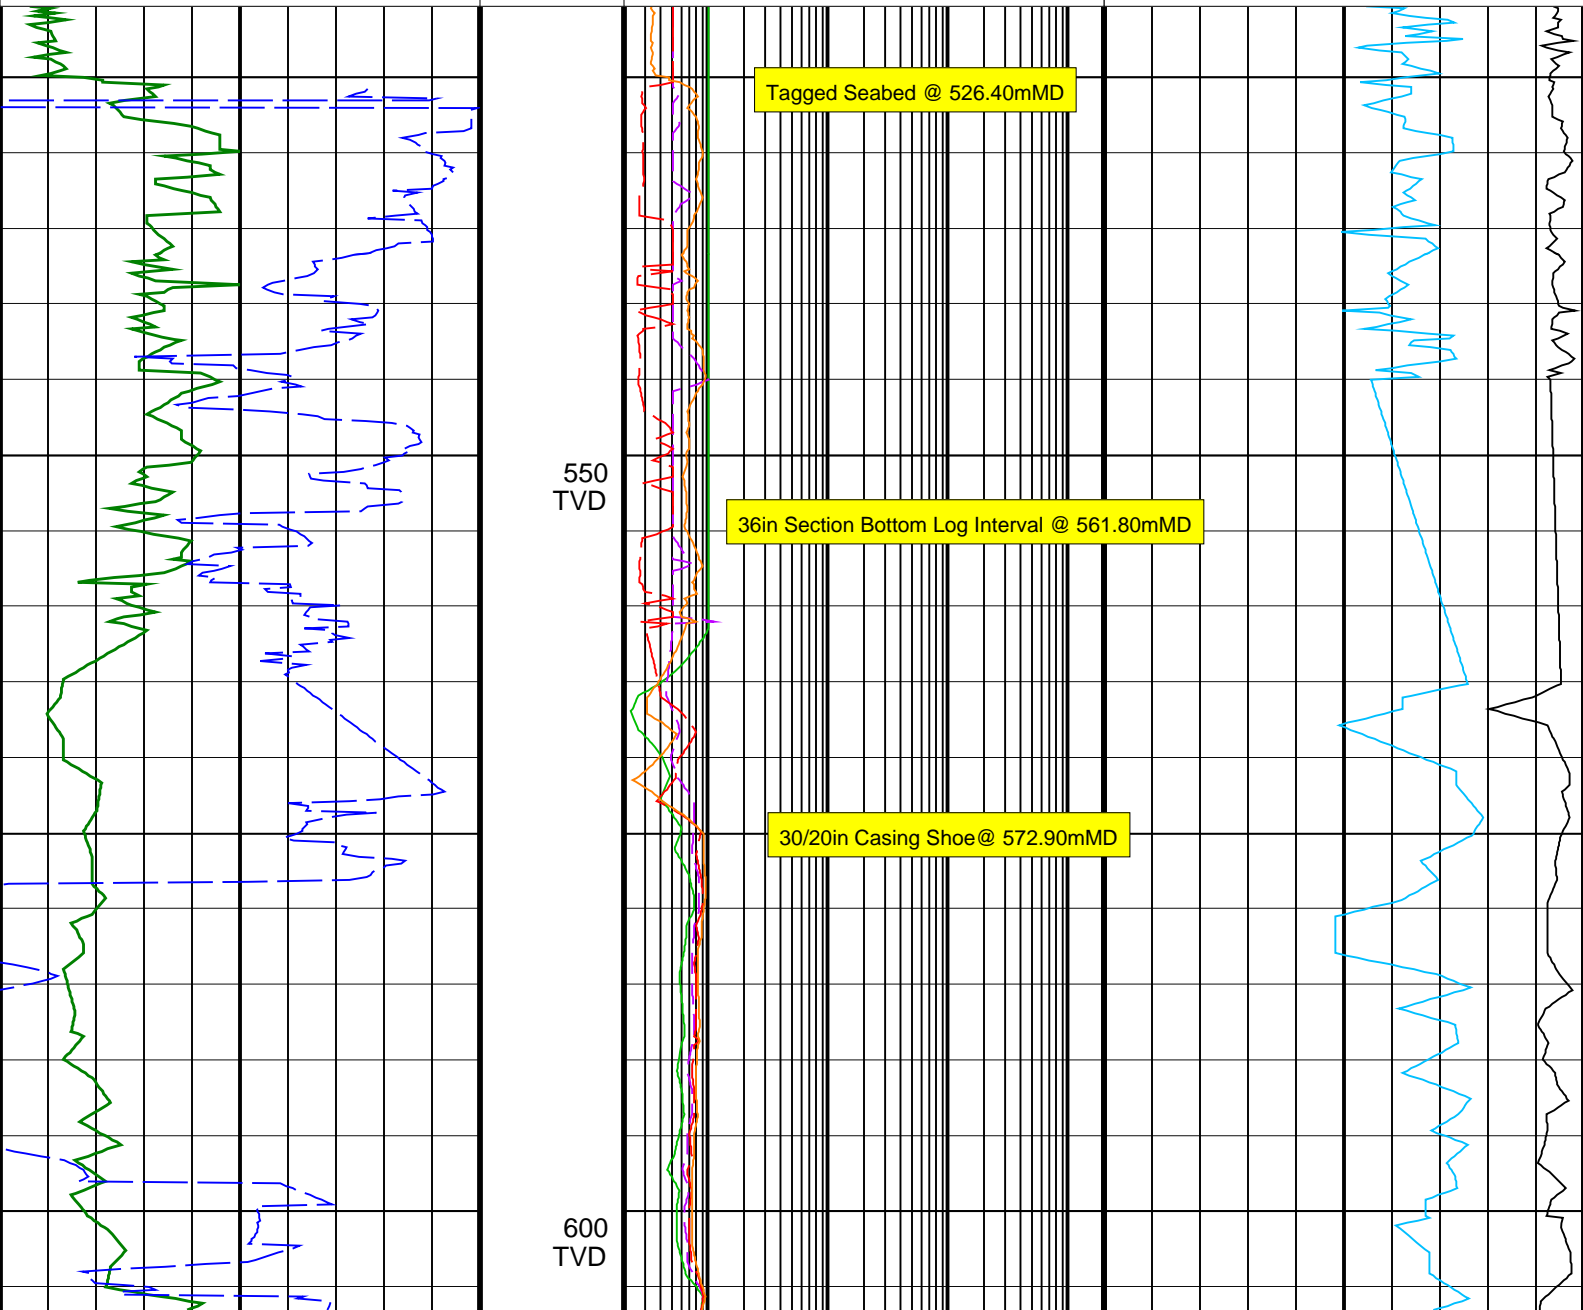 Tagged Seabed @ 526.40mMD
550
TVD
36in Section Bottom Log Interval @ 561.80mMD
30/20in Casing Shoe@ 572.90mMD
600
TVD